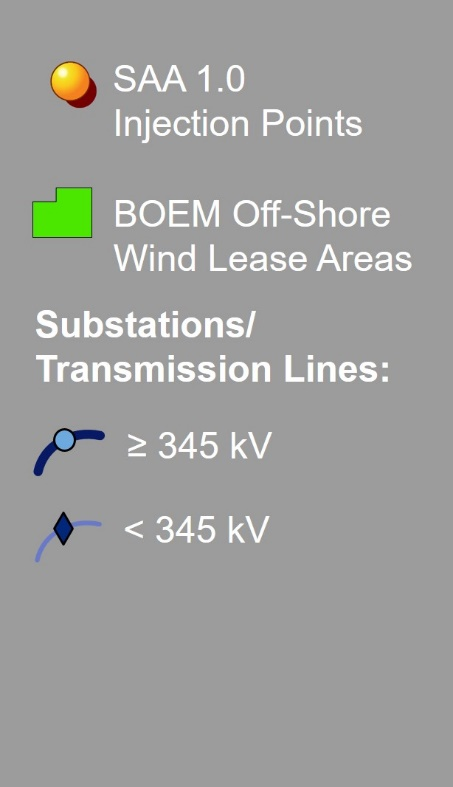 SAA 1.0
Injection Points
BOEM Off-Shore
Wind Lease Areas
Substations/
Transmission Lines:
≥ 345 kV
< 345 kV